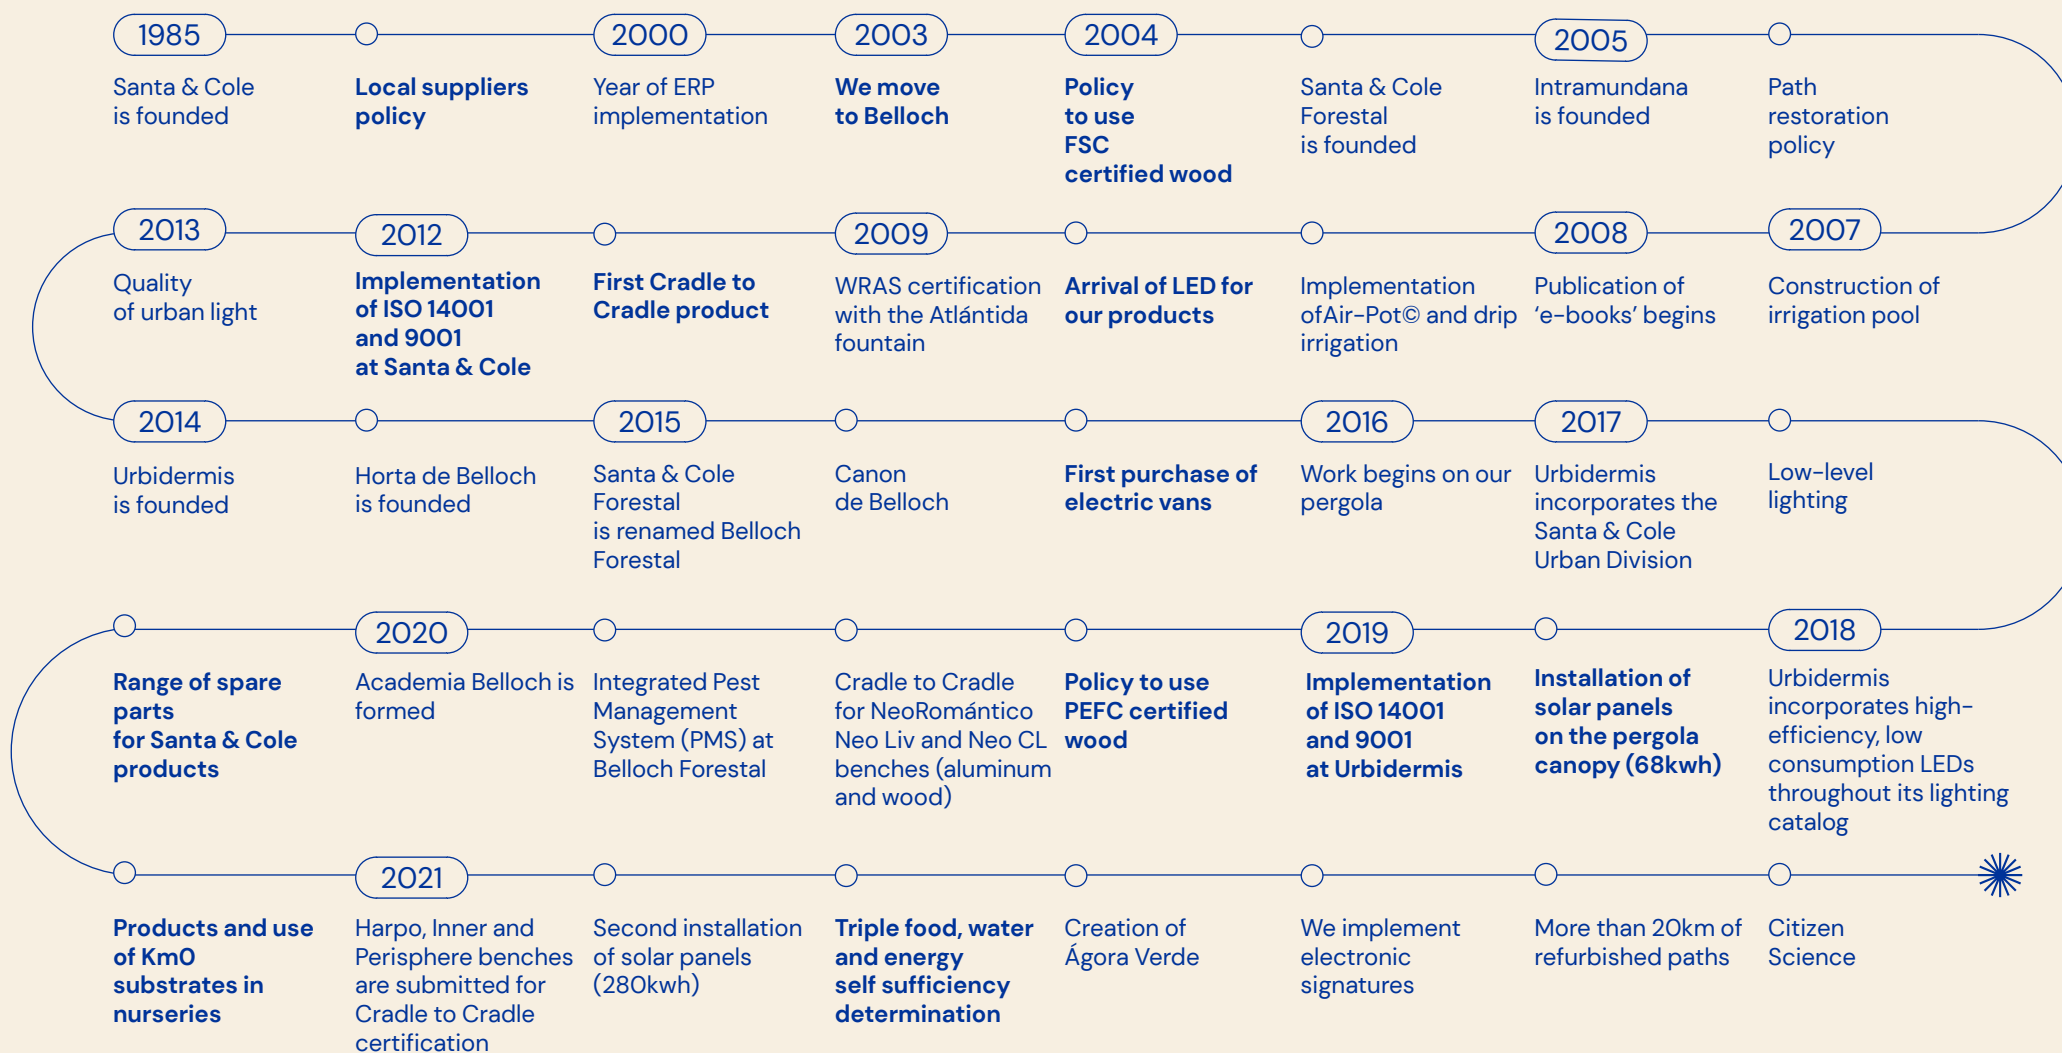 1985
Santa & Cole
is founded
Local suppliers
policy
2000
Year of ERP
implementation
2003
We move
to Belloch
2004
Policy
to use
FSC
certified wood
Santa & Cole
Forestal
is founded
2005
Intramundana
is founded
Path
restoration
policy
2013
Quality
of urban light
2012
Implementation
of ISO 14001
and 9001
at Santa & Cole
First Cradle to
Cradle product
2009
WRAS certification
with the Atlántida
fountain
Arrival of LED for
our products
Implementation
ofAir-Pot© and drip
irrigation
2008
Publication of
‘e-books’ begins
2007
Construction of
irrigation pool
2014
Urbidermis
is founded
Horta de Belloch
is founded
2015
Santa & Cole
Forestal
is renamed Belloch
Forestal
Canon
de Belloch
First purchase of
electric vans
2016
Work begins on our
pergola
2017
Urbidermis
incorporates the
Santa & Cole
Urban Division
Low-level
lighting
Range of spare
parts
for Santa & Cole
products
2020
Academia Belloch is
formed
Integrated Pest
Management
System (PMS) at
Belloch Forestal
Cradle to Cradle
for NeoRomántico
Neo Liv and Neo CL
benches (aluminum
and wood)
Policy to use
PEFC certified
wood
2019
Implementation
of ISO 14001
and 9001
at Urbidermis
Installation of
solar panels
on the pergola
canopy (68kwh)
2018
Urbidermis
incorporates high-
efficiency, low
consumption LEDs
throughout its lighting
catalog
Products and use
of Km0
substrates in
nurseries
2021
Harpo, Inner and
Perisphere benches
are submitted for
Cradle to Cradle
certification
Second installation
of solar panels
(280kwh)
Triple food, water
and energy
self sufficiency
determination
Creation of
Ágora Verde
We implement
electronic
signatures
More than 20km of
refurbished paths
Citizen
Science